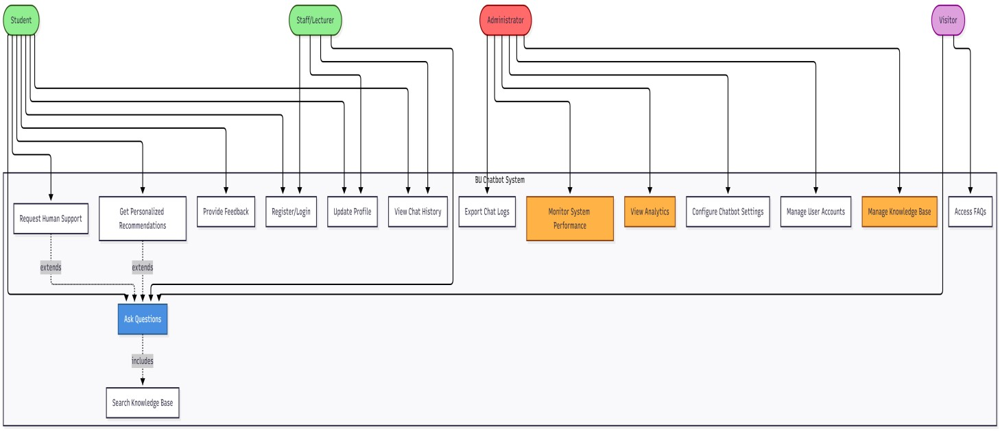 Student
Staff/Lecturer
Administrator
Visitor
BU Chatbot System
Request Human Support
Get Personalized
Recommendations
Provide Feedback
Register/Login
Update Profile
View Chat History
Export Chat Logs
Monitor System
Performance
View Analytics
Configure Chatbot Settings
Manage User Accounts
Manage Knowledge Base
Access FAQs
extends
extends
Ask Questions
includes
Search Knowledge Base